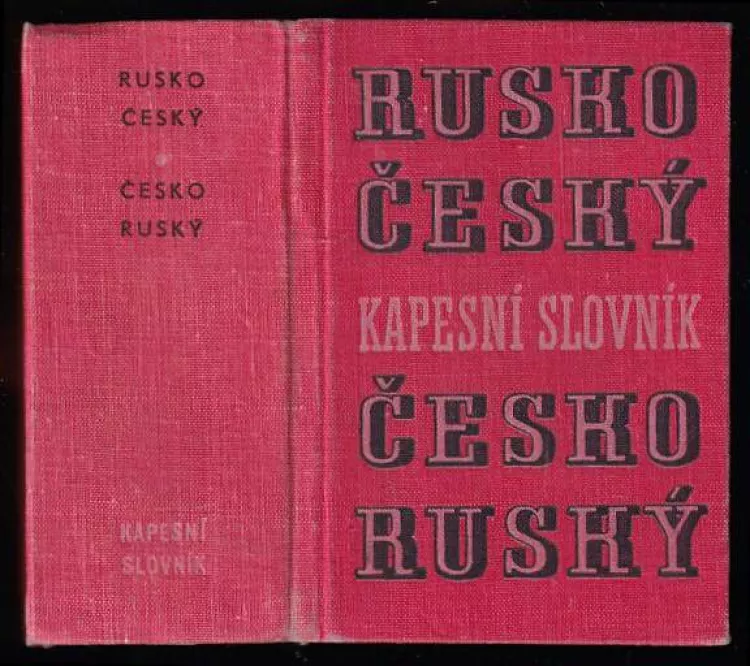 RUSKO
ČESKÝ
ČESKO
RUSKÝ
KAPESNÍ
SLOVNÍK
RUSKO
ČESKÝ
KAPESNÍ SLOVNÍK
ČESKO
RUSKÝ